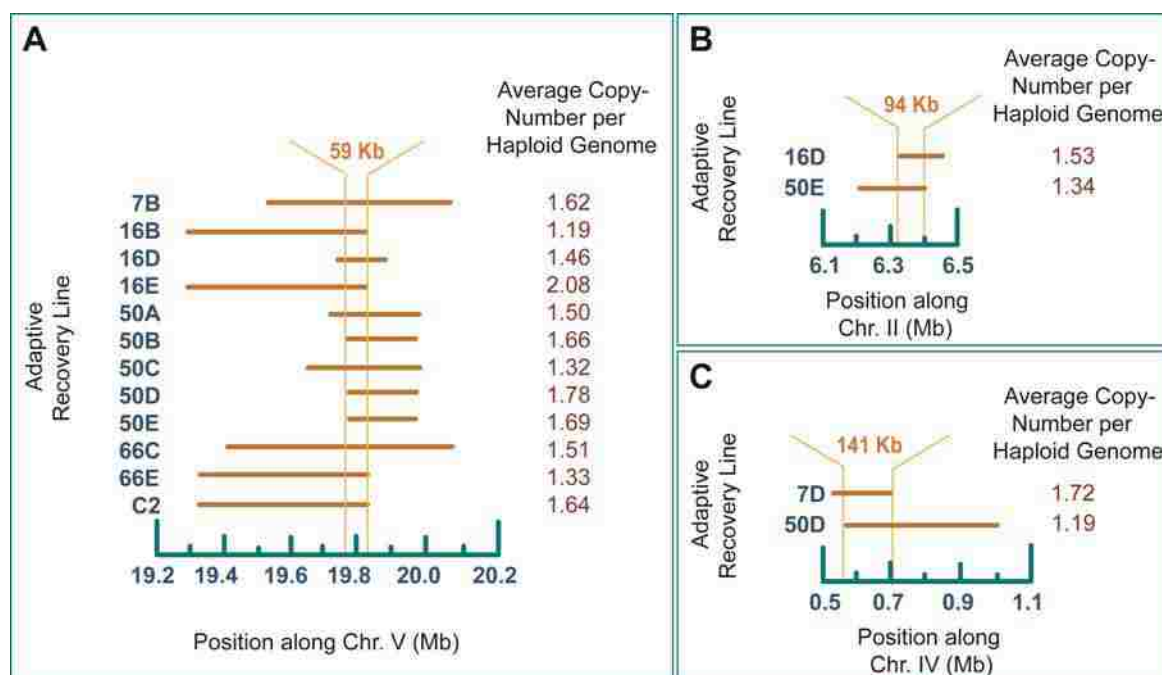 A
Average Copy-
Number per
Haploid Genome
59 Kb
Adaptive
Recovery Line
7B 1.62
16B 1.19
16D 1.46
16E 2.08
50A 1.50
50B 1.66
50C 1.32
50D 1.78
50E 1.69
66C 1.51
66E 1.33
C2 1.64
19.2 19.4 19.6 19.8 20.0 20.2
Position along Chr. V (Mb)
B
Average Copy-
Number per
Haploid Genome
94 Kb
Adaptive
Recovery Line
16D 1.53
50E 1.34
6.1 6.3 6.5
Position along
Chr. II (Mb)
C
Average Copy-
Number per
Haploid Genome
141 Kb
Adaptive
Recovery Line
7D 1.72
50D 1.19
0.5 0.7 0.9 1.1
Position along
Chr. IV (Mb)